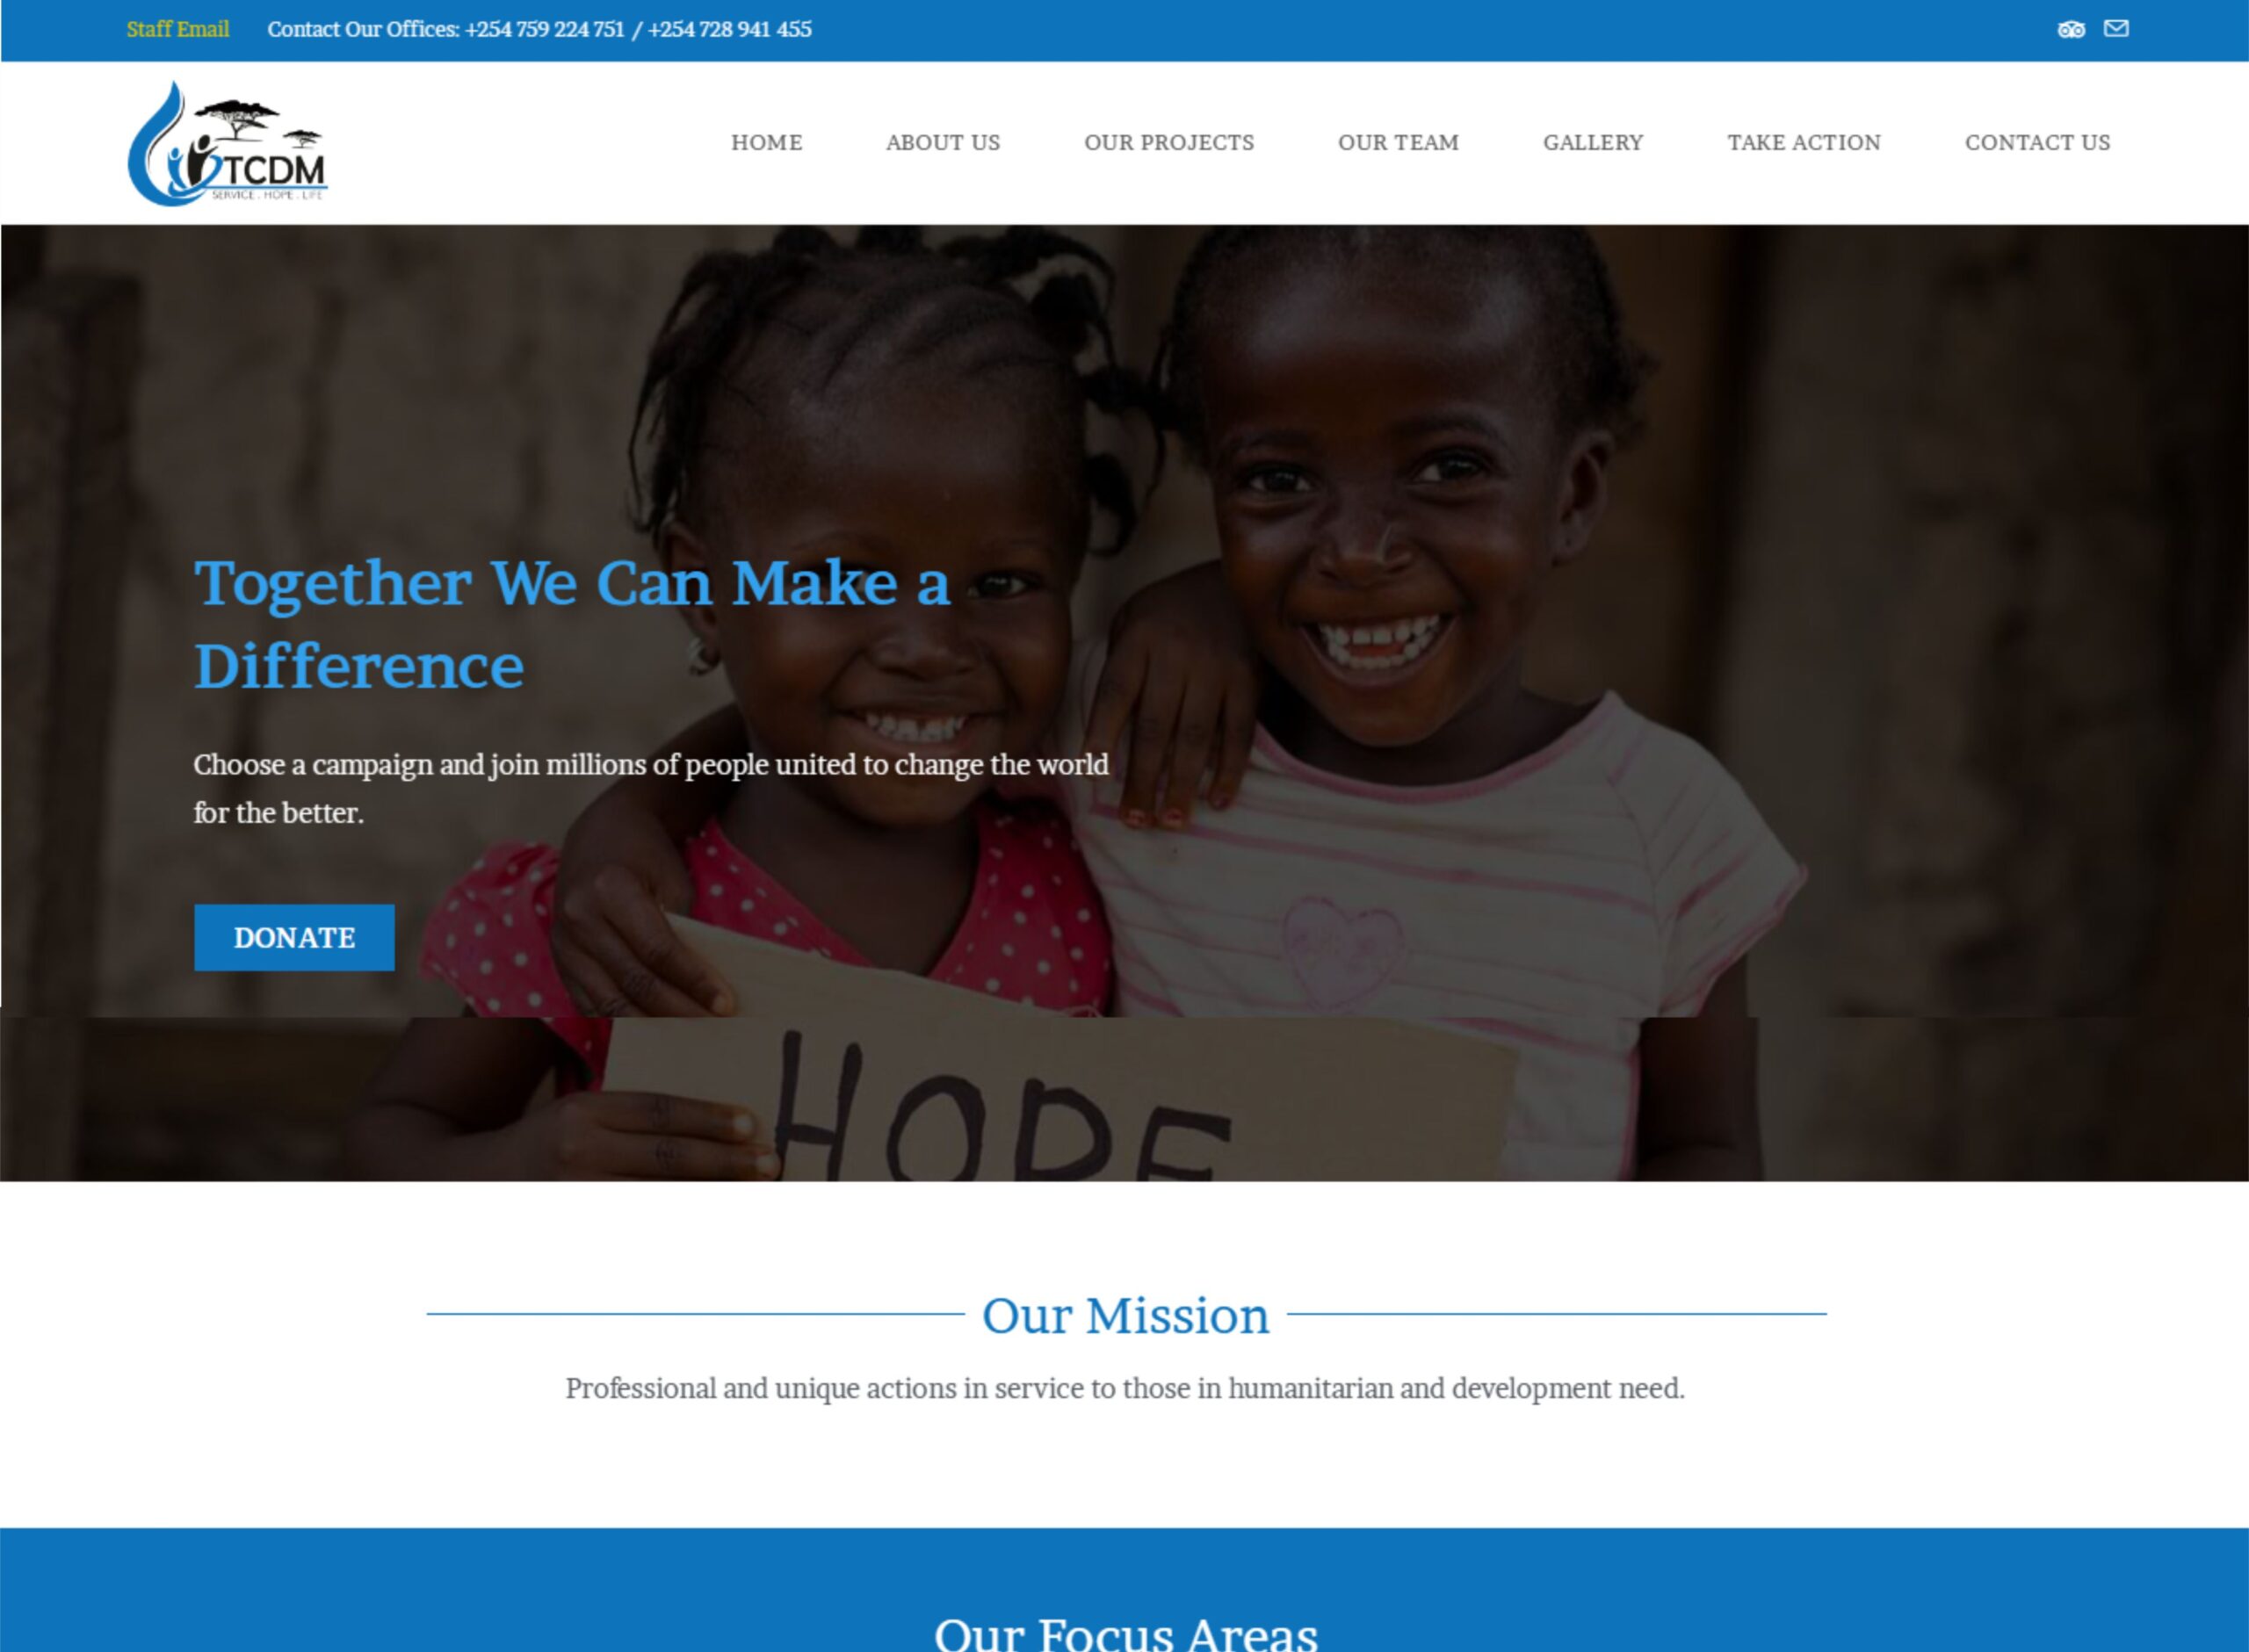 Staff Email Contact Our Offices: +254 759 224 751 / +254 728 941 455
TCDM
SERVICE . HOPE . LIFE
HOME ABOUT US OUR PROJECTS OUR TEAM GALLERY TAKE ACTION CONTACT US
Together We Can Make a
Difference
Choose a campaign and join millions of people united to change the world
for the better.
DONATE
HOPE
Our Mission
Professional and unique actions in service to those in humanitarian and development need.
Our Focus Areas